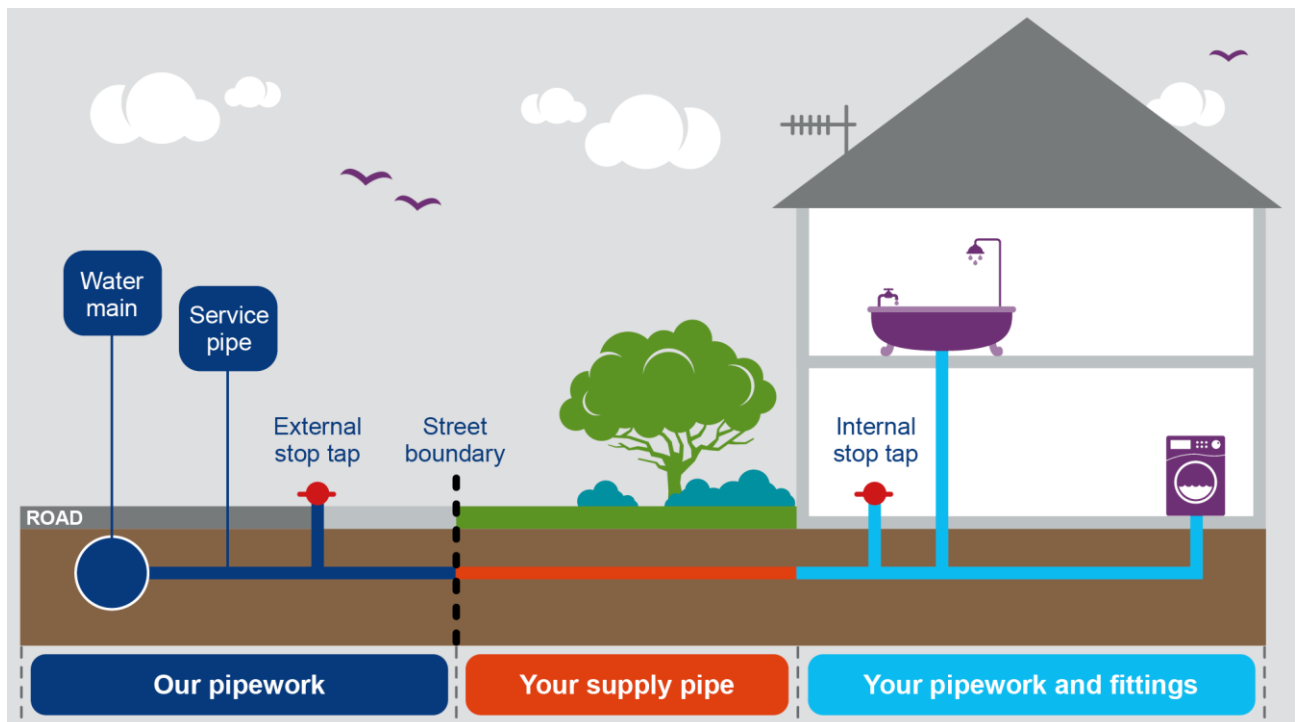 Water
main
Service
pipe
External
stop tap
Street
boundary
Internal
stop tap
ROAD
Our pipework
Your supply pipe
Your pipework and fittings